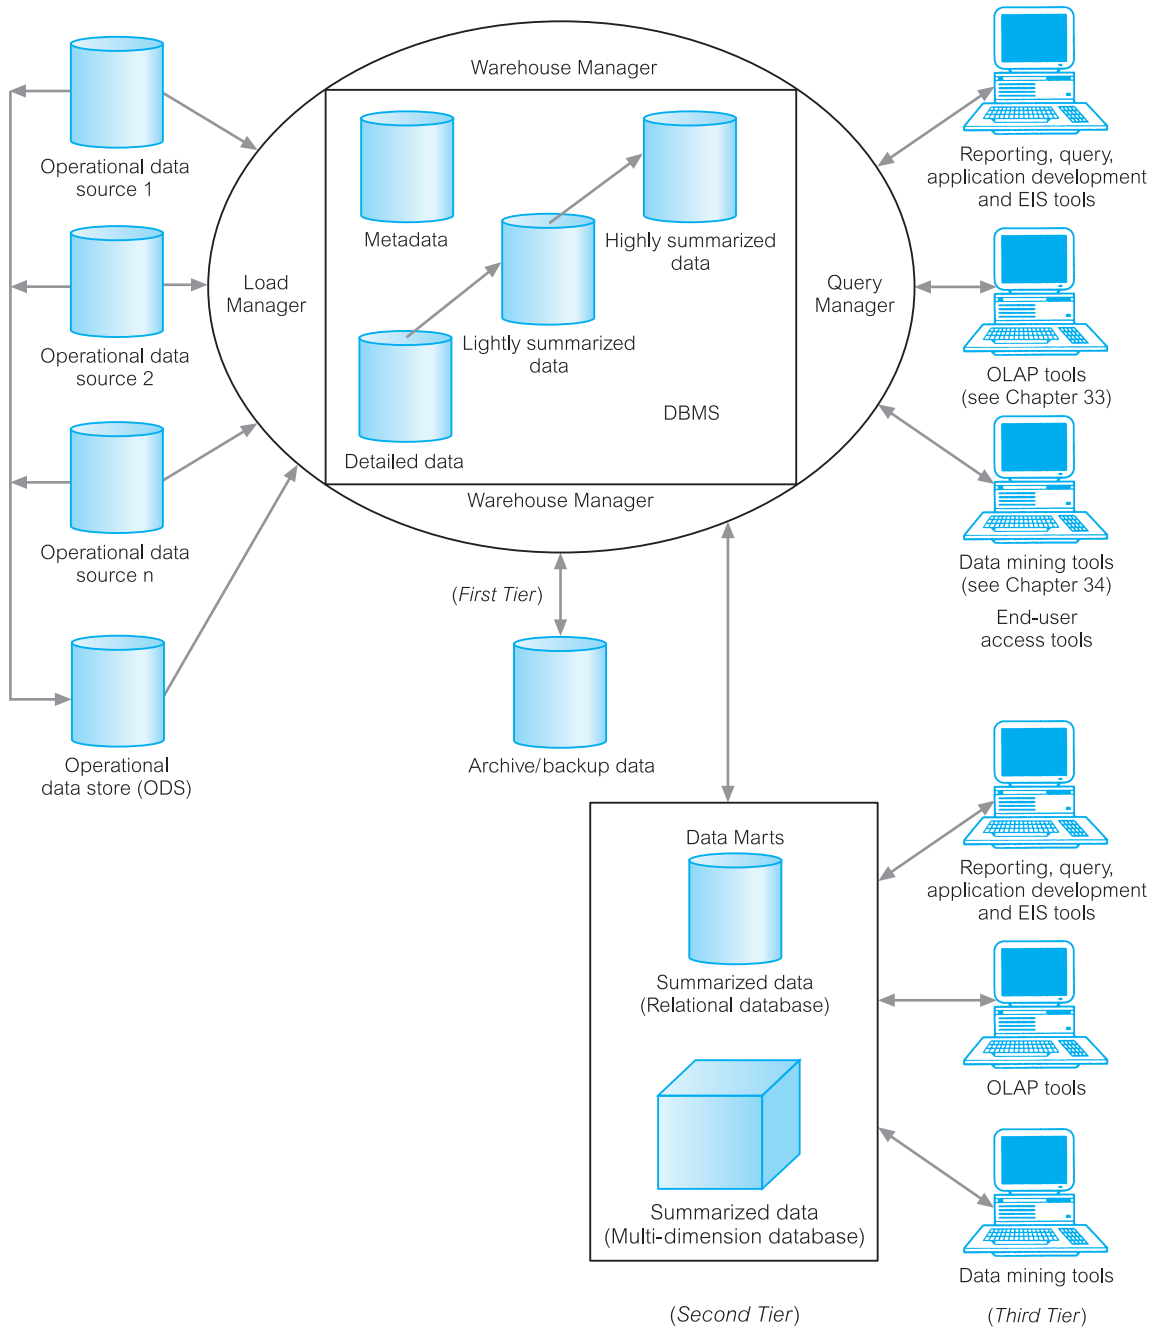 Warehouse Manager
Operational data
source 1
Metadata
Highly summarized
data
Reporting, query,
application development
and EIS tools
Load
Manager
Query
Manager
Operational data
source 2
Lightly summarized
data
OLAP tools
(see Chapter 33)
DBMS
Detailed data
Warehouse Manager
Operational data
source n
Data mining tools
(see Chapter 34)
End-user
access tools
(First Tier)
Operational
data store (ODS)
Archive/backup data
Data Marts
Reporting, query,
application development
and EIS tools
Summarized data
(Relational database)
OLAP tools
Summarized data
(Multi-dimension database)
Data mining tools
(Second Tier)
(Third Tier)